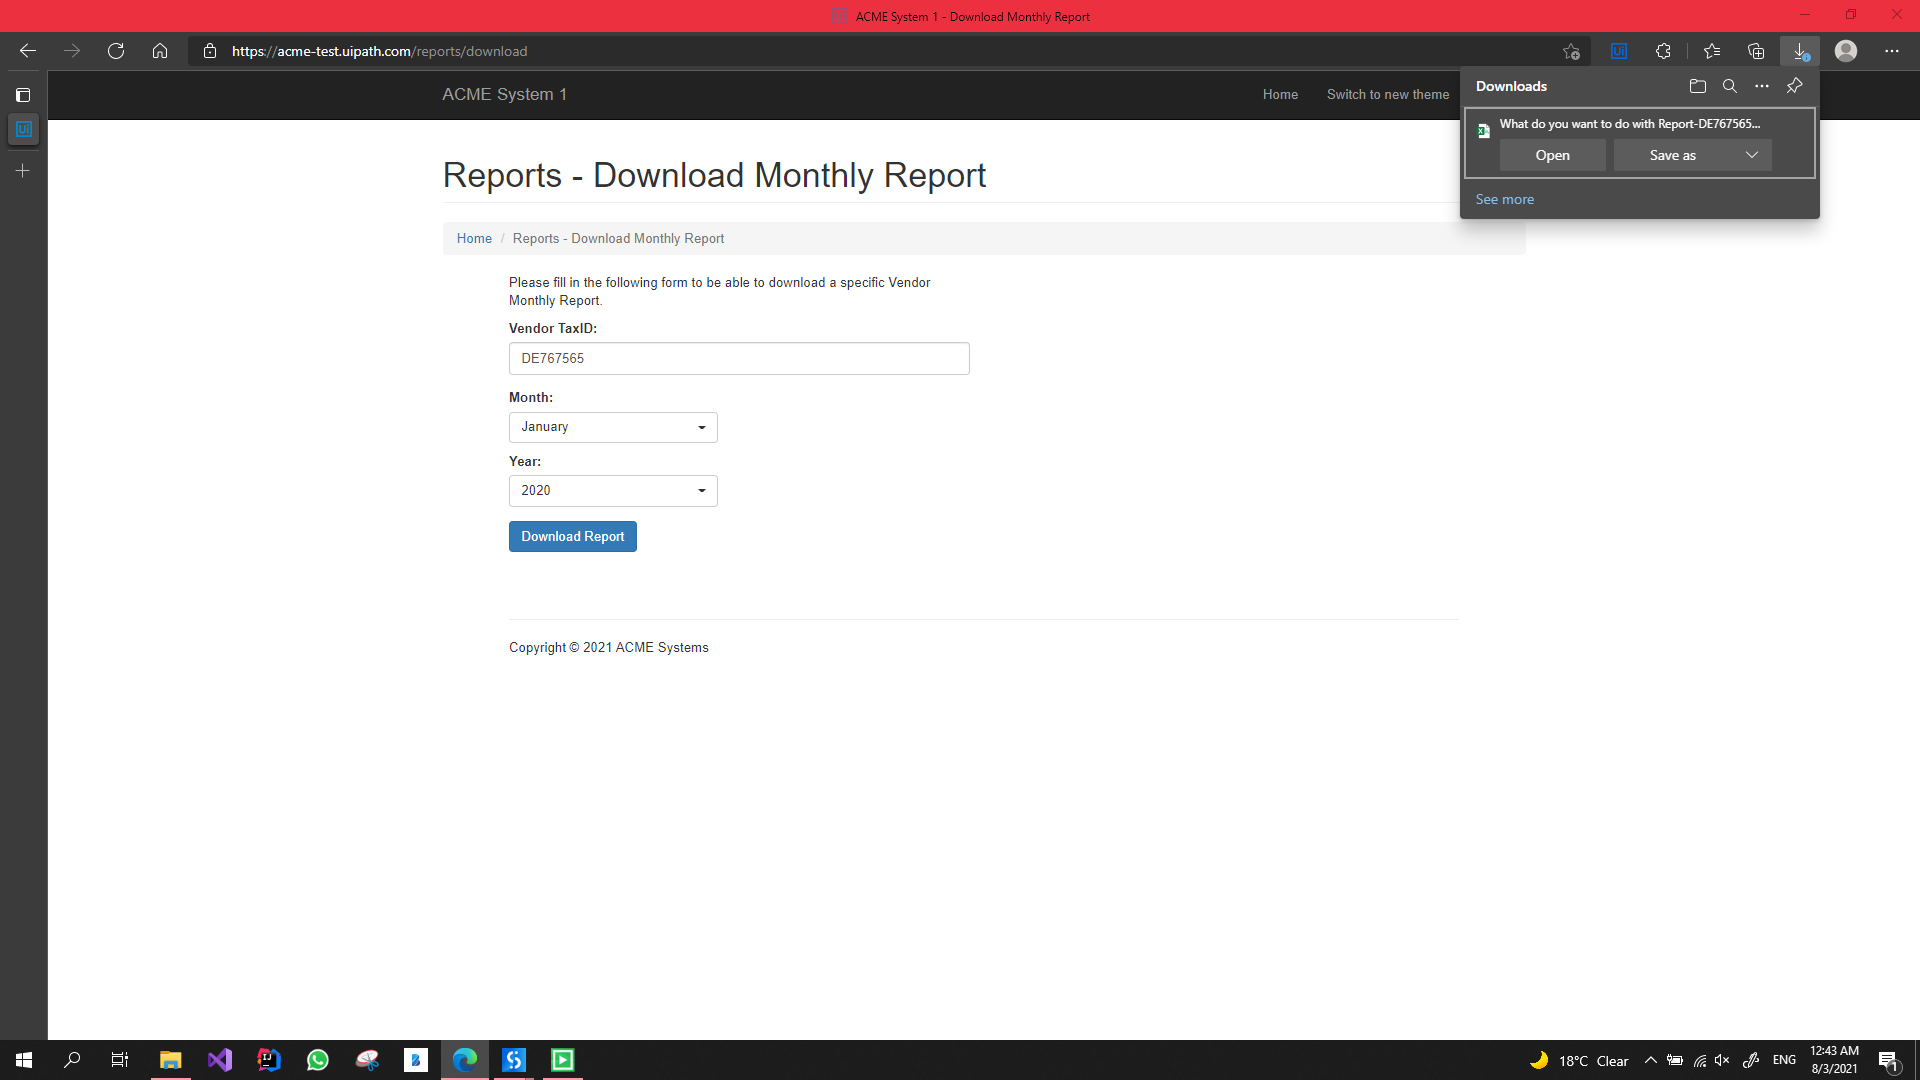 ACME System 1 - Download Monthly Report
https://acme-test.uipath.com/reports/download
ACME System 1
Home
Switch to new theme
Downloads
What do you want to do with Report-DE767565...
Open
Save as
See more
Reports - Download Monthly Report
Home / Reports - Download Monthly Report
Please fill in the following form to be able to download a specific Vendor
Monthly Report.
Vendor TaxID:
DE767565
Month:
January
Year:
2020
Download Report
Copyright © 2021 ACME Systems
18°C Clear
ENG
12:43 AM
8/3/2021
1